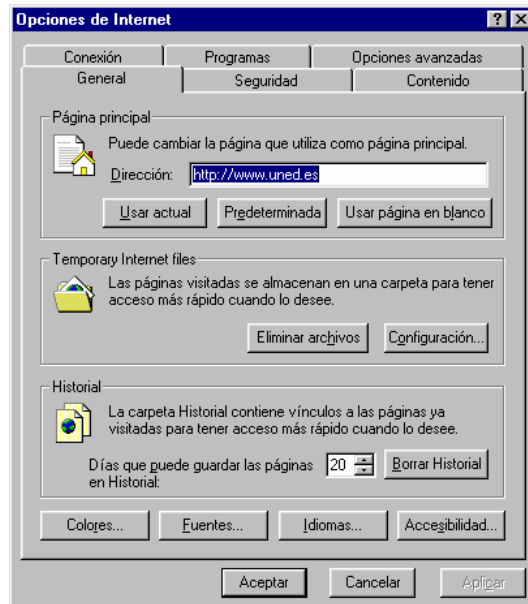 Opciones de Internet
Conexión Programas Opciones avanzadas
General Seguridad Contenido
Página principal
Puede cambiar la página que utiliza como página principal.
Dirección: http://www.uned.es
Usar actual Predeterminada Usar página en blanco
Temporary Internet files
Las páginas visitadas se almacenan en una carpeta para tener
acceso más rápido cuando lo desee.
Eliminar archivos Configuración...
Historial
La carpeta Historial contiene vínculos a las páginas ya
visitadas para tener acceso más rápido cuando lo desee.
Días que puede guardar las páginas
en Historial: 20 Borrar Historial
Colores... Fuentes... Idiomas... Accesibilidad...
Aceptar Cancelar Aplicar